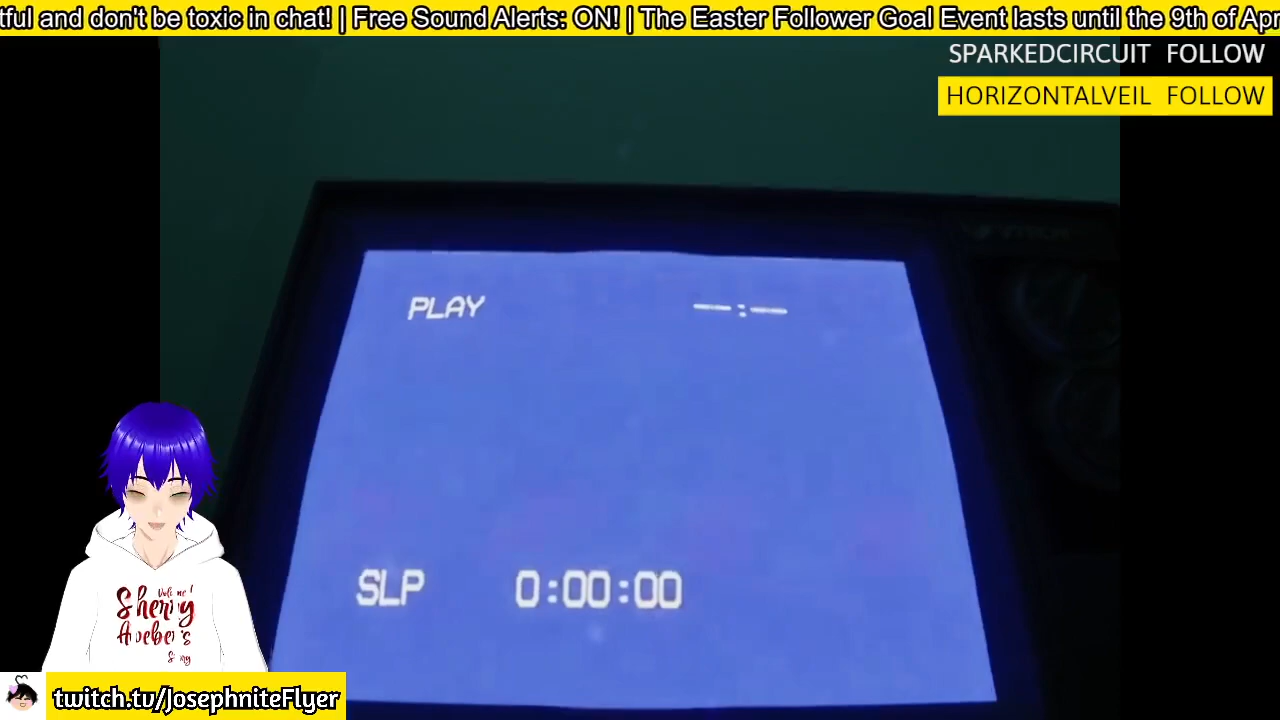 tful and don't be toxic in chat! | Free Sound Alerts: ON! | The Easter Follower Goal Event lasts until the 9th of Apr
SPARKEDCIRCUIT FOLLOW
HORIZONTALVEIL FOLLOW
PLAY --:--
SLP 0:00:00
Sherry
twitch.tv/JosephniteFlyer